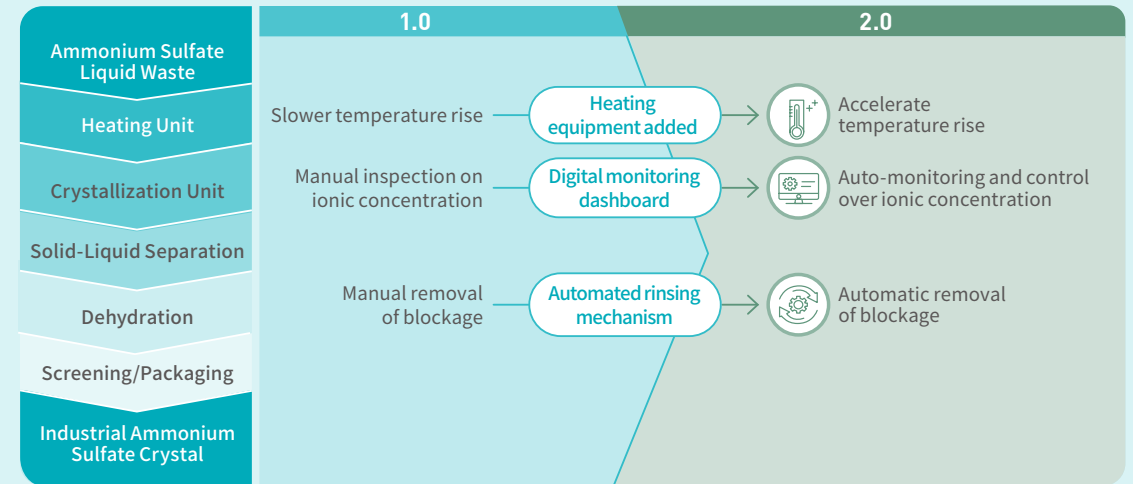 1.0
2.0
Ammonium Sulfate
Liquid Waste
Heating Unit
Crystallization Unit
Solid-Liquid Separation
Dehydration
Screening/Packaging
Industrial Ammonium
Sulfate Crystal
Slower temperature rise
Heating
equipment added
Accelerate
temperature rise
Manual inspection on
ionic concentration
Digital monitoring
dashboard
Auto-monitoring and control
over ionic concentration
Manual removal
of blockage
Automated rinsing
mechanism
Automatic removal
of blockage